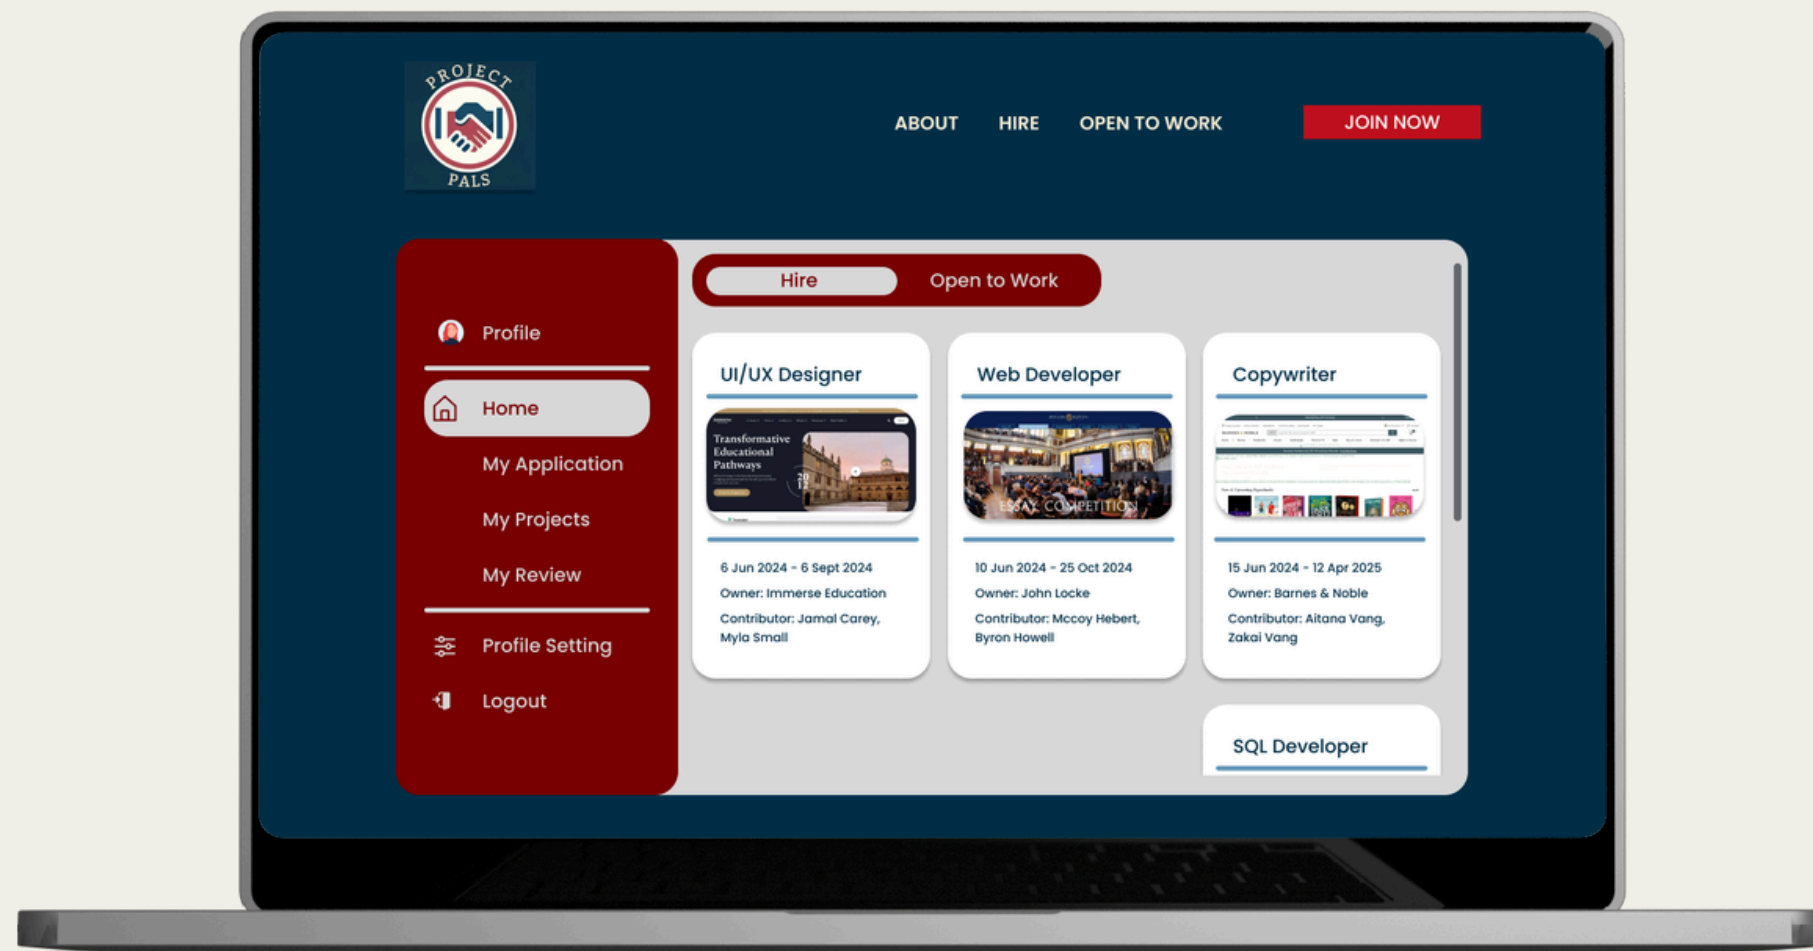 PROJECT
PALS
ABOUT
HIRE
OPEN TO WORK
JOIN NOW
Profile
Home
My Application
My Projects
My Review
Profile Setting
Logout
Hire
Open to Work
UI/UX Designer
Transformative
Educational
Pathways
6 Jun 2024 - 6 Sept 2024
Owner: Immerse Education
Contributor: Jamal Carey,
Myla Small
Web Developer
ESSAY COMPETITION
10 Jun 2024 - 25 Oct 2024
Owner: John Locke
Contributor: Mccoy Hebert,
Byron Howell
Copywriter
15 Jun 2024 - 12 Apr 2025
Owner: Barnes & Noble
Contributor: Aitana Vang,
Zakai Vang
SQL Developer